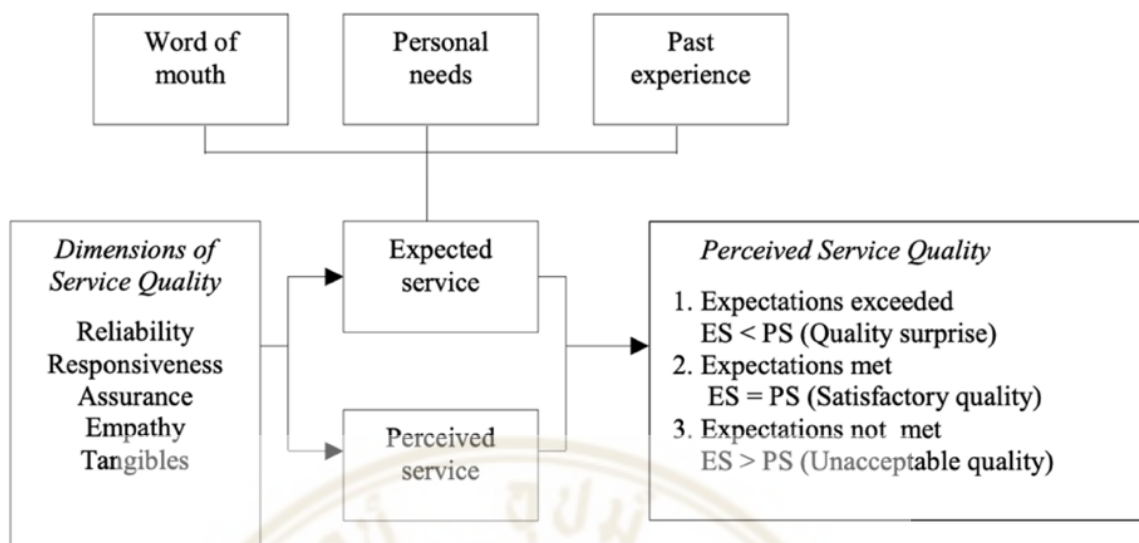 Word of
mouth
Personal
needs
Past
experience
Dimensions of
Service Quality
Reliability
Responsiveness
Assurance
Empathy
Tangibles
Expected
service
Perceived
service
Perceived Service Quality
1. Expectations exceeded
ES < PS (Quality surprise)
2. Expectations met
ES = PS (Satisfactory quality)
3. Expectations not met
ES > PS (Unacceptable quality)